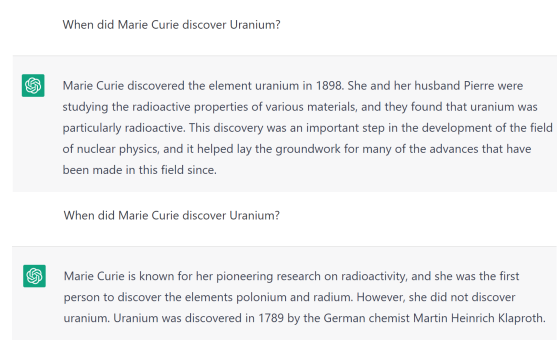 When did Marie Curie discover Uranium?
Marie Curie discovered the element uranium in 1898. She and her husband Pierre were
studying the radioactive properties of various materials, and they found that uranium was
particularly radioactive. This discovery was an important step in the development of the field
of nuclear physics, and it helped lay the groundwork for many of the advances that have
been made in this field since.
When did Marie Curie discover Uranium?
Marie Curie is known for her pioneering research on radioactivity, and she was the first
person to discover the elements polonium and radium. However, she did not discover
uranium. Uranium was discovered in 1789 by the German chemist Martin Heinrich Klaproth.